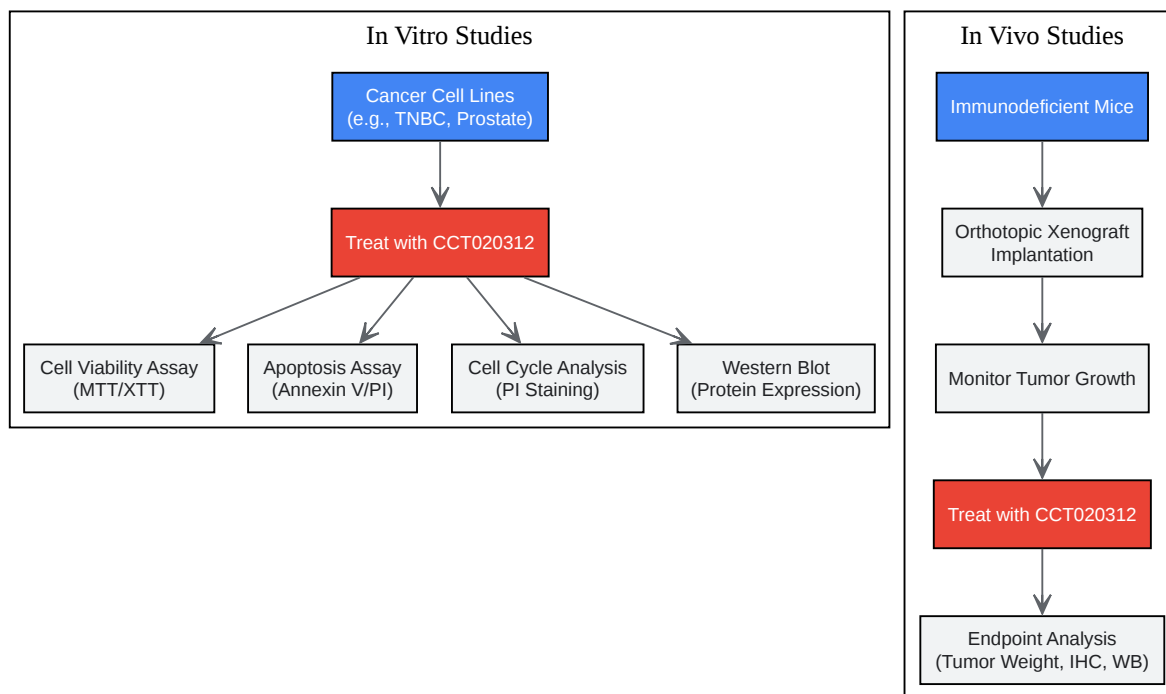 In Vitro Studies
Cancer Cell Lines
(e.g., TNBC, Prostate)
Treat with CCT020312
Cell Viability Assay
(MTT/XTT)
Apoptosis Assay
(Annexin V/PI)
Cell Cycle Analysis
(PI Staining)
Western Blot
(Protein Expression)
In Vivo Studies
Immunodeficient Mice
Orthotopic Xenograft
Implantation
Monitor Tumor Growth
Treat with CCT020312
Endpoint Analysis
(Tumor Weight, IHC, WB)